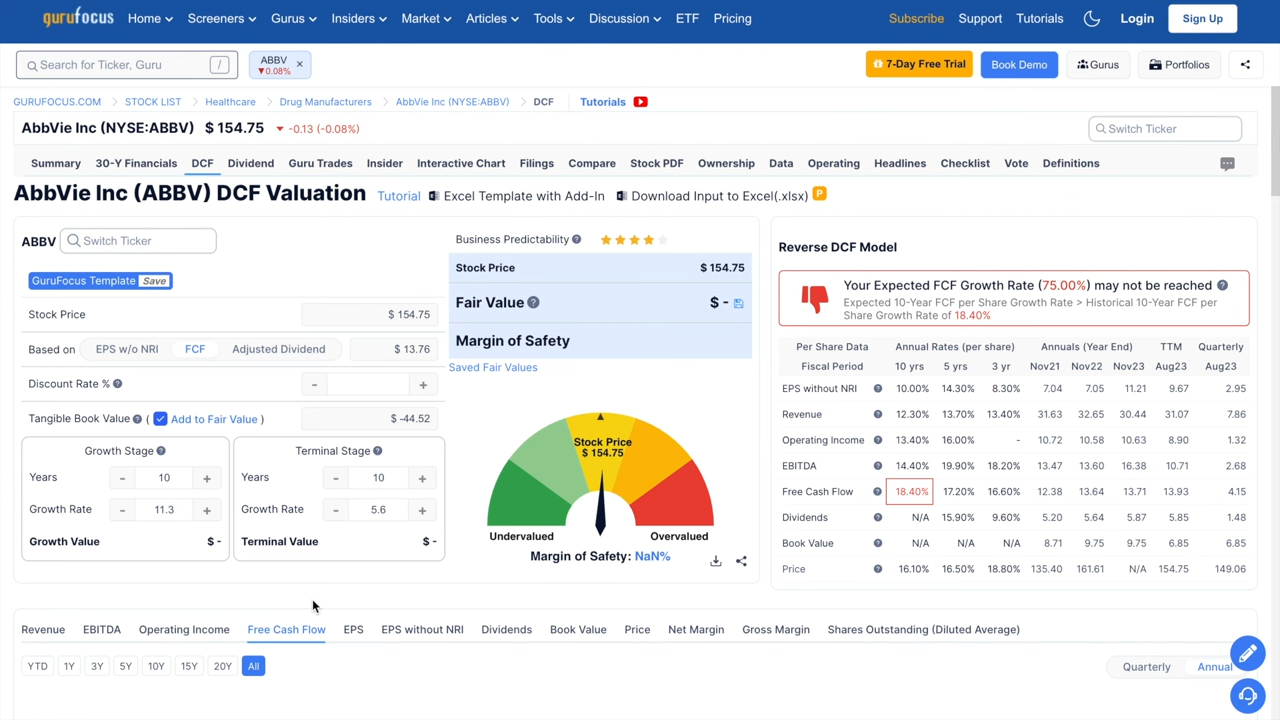 gurufocus Home Screeners Gurus Insiders Market Articles Tools Discussion ETF Pricing Subscribe Support Tutorials Login Sign Up
Search for Ticker, Guru / ABBV ▼0.08% × 7-Day Free Trial Book Demo Gurus Portfolios
GURUFOCUS.COM > STOCK LIST > Healthcare > Drug Manufacturers > AbbVie Inc (NYSE:ABBV) > DCF Tutorials
AbbVie Inc (NYSE:ABBV) $ 154.75 ▼ -0.13 (-0.08%) Switch Ticker
Summary 30-Y Financials DCF Dividend Guru Trades Insider Interactive Chart Filings Compare Stock PDF Ownership Data Operating Headlines Checklist Vote Definitions
AbbVie Inc (ABBV) DCF Valuation Tutorial Excel Template with Add-In Download Input to Excel(.xlsx) P
ABBV Switch Ticker
GuruFocus Template Save
Stock Price $ 154.75
Based on EPS w/o NRI FCF Adjusted Dividend $ 13.76
Discount Rate % - +
Tangible Book Value ( Add to Fair Value ) $ -44.52
Growth Stage
Years - 10 +
Growth Rate - 11.3 +
Growth Value $ -
Terminal Stage
Years - 10 +
Growth Rate - 5.6 +
Terminal Value $ -
Business Predictability
Stock Price $ 154.75
Fair Value $ -
Margin of Safety
Saved Fair Values
Stock Price
$ 154.75
Undervalued Overvalued
Margin of Safety: NaN%
Reverse DCF Model
Your Expected FCF Growth Rate (75.00%) may not be reached
Expected 10-Year FCF per Share Growth Rate > Historical 10-Year FCF per
Share Growth Rate of 18.40%
Per Share Data Annual Rates (per share) Annuals (Year End) TTM Quarterly
Fiscal Period 10 yrs 5 yrs 3 yr Nov21 Nov22 Nov23 Aug23 Aug23
EPS without NRI 10.00% 14.30% 8.30% 7.04 7.05 11.21 9.67 2.95
Revenue 12.30% 13.70% 13.40% 31.63 32.65 30.44 31.07 7.86
Operating Income 13.40% 16.00% - 10.72 10.58 10.63 8.90 1.32
EBITDA 14.40% 19.90% 18.20% 13.47 13.60 16.38 10.71 2.68
Free Cash Flow 18.40% 17.20% 16.60% 12.38 13.64 13.71 13.93 4.15
Dividends N/A 15.90% 9.60% 5.20 5.64 5.87 5.85 1.48
Book Value N/A N/A N/A 8.71 9.75 9.75 6.85 6.85
Price 16.10% 16.50% 18.80% 135.40 161.61 N/A 154.75 149.06
Revenue EBITDA Operating Income Free Cash Flow EPS EPS without NRI Dividends Book Value Price Net Margin Gross Margin Shares Outstanding (Diluted Average)
YTD 1Y 3Y 5Y 10Y 15Y 20Y All Quarterly Annual